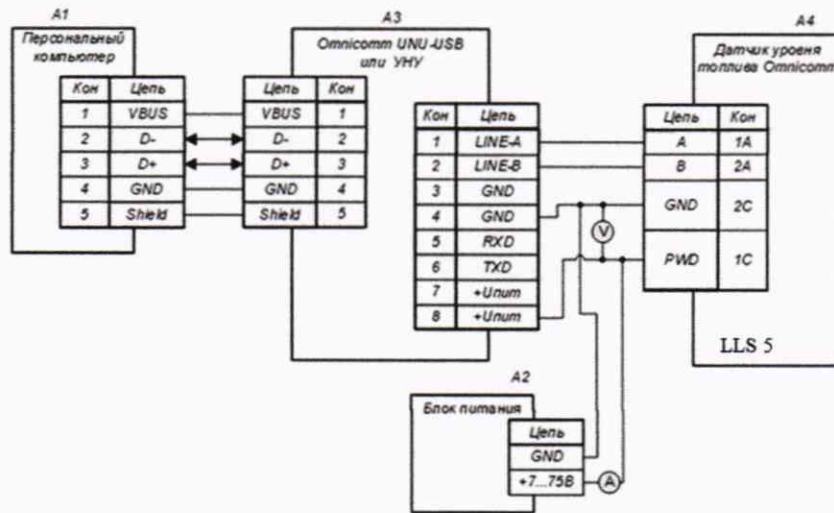 A1
Персональный
компьютер
Кон Цепь
1 VBUS
2 D-
3 D+
4 GND
5 Shield
A3
Omnicomm UNU-USB
или УНУ
Цепь Кон
VBUS 1
D- 2
D+ 3
GND 4
Shield 5
Кон Цепь
1 LINE-A
2 LINE-B
3 GND
4 GND
5 RXD
6 TXD
7 +Uпит
8 +Uпит
A4
Датчик уровня
топлива Omnicomm
Цепь Кон
A 1A
B 2A
GND 2C
PWD 1C
LLS 5
V
A2
Блок питания
Цепь
GND
+7...75В
A